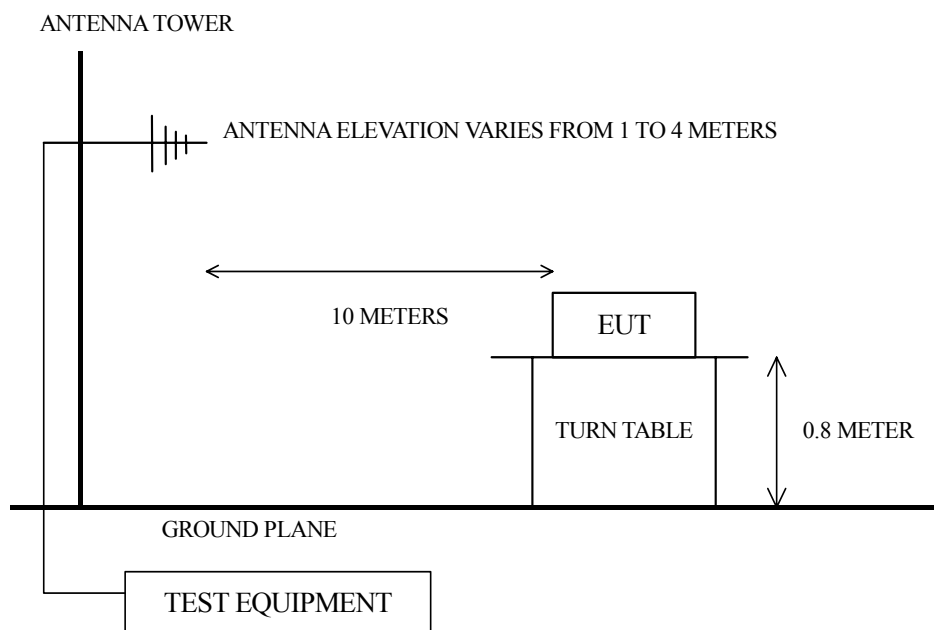 ANTENNA TOWER
ANTENNA ELEVATION VARIES FROM 1 TO 4 METERS
10 METERS
EUT
TURN TABLE
0.8 METER
GROUND PLANE
TEST EQUIPMENT